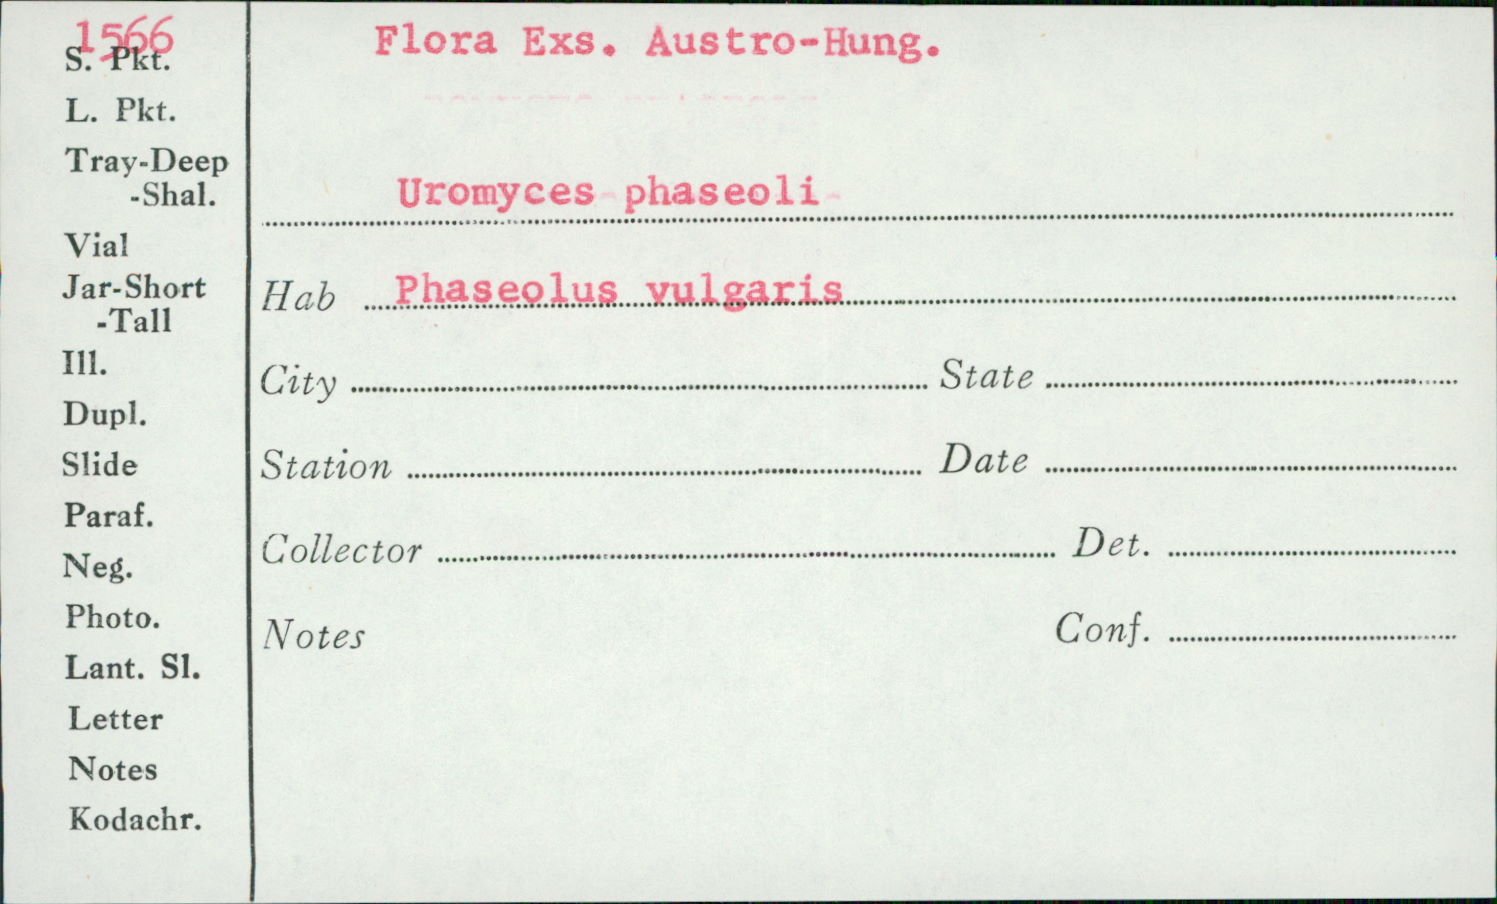 1566
Flora Exs. Austro-Hung.
S. Pkt.
L. Pkt.
Tray-Deep
-Shal.
Vial
Jar-Short
-Tall
Ill.
Dupl.
Slide
Paraf.
Neg.
Photo.
Lant. Sl.
Letter
Notes
Kodachr.
Uromyces phaseoli
Hab Phaseolus vulgaris
City State
Station Date
Collector Det.
Notes Conf.